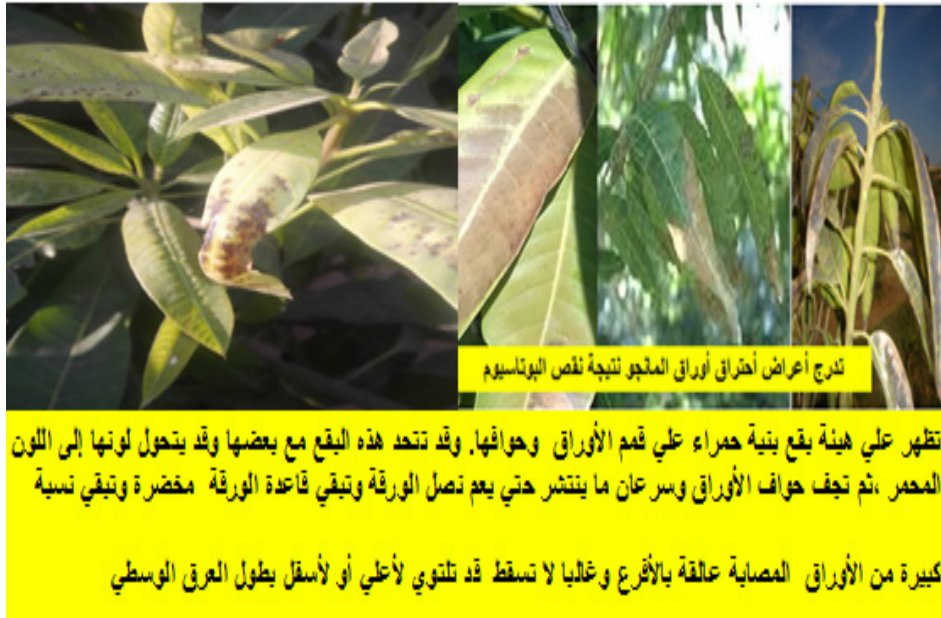 تدرج أعراض أحتراق أوراق المانجو نتيجة نقص البوتاسيوم
تظهر علي هيئة بقع بنية حمراء علي قمم الأوراق وحوافها. وقد تتحد هذه البقع مع بعضها وقد يتحول لونها إلى اللون
المحمر ،ثم تجف حواف الأوراق وسرعان ما ينتشر حتي يعم نصل الورقة وتبقي قاعدة الورقة مخضرة وتبقي نسبة
كبيرة من الأوراق المصابة عالقة بالأفرع وغالبا لا تسقط قد تلتوي لأعلي أو لأسفل بطول العرق الوسطي